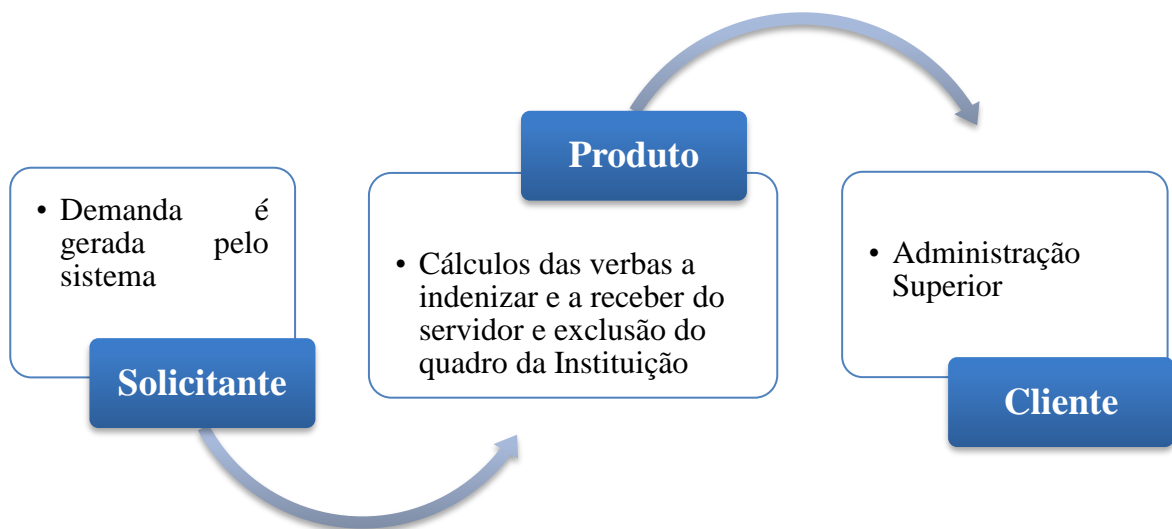 • Demanda é
gerada pelo
sistema
Solicitante
Produto
• Cálculos das verbas a
indenizar e a receber do
servidor e exclusão do
quadro da Instituição
• Administração
Superior
Cliente